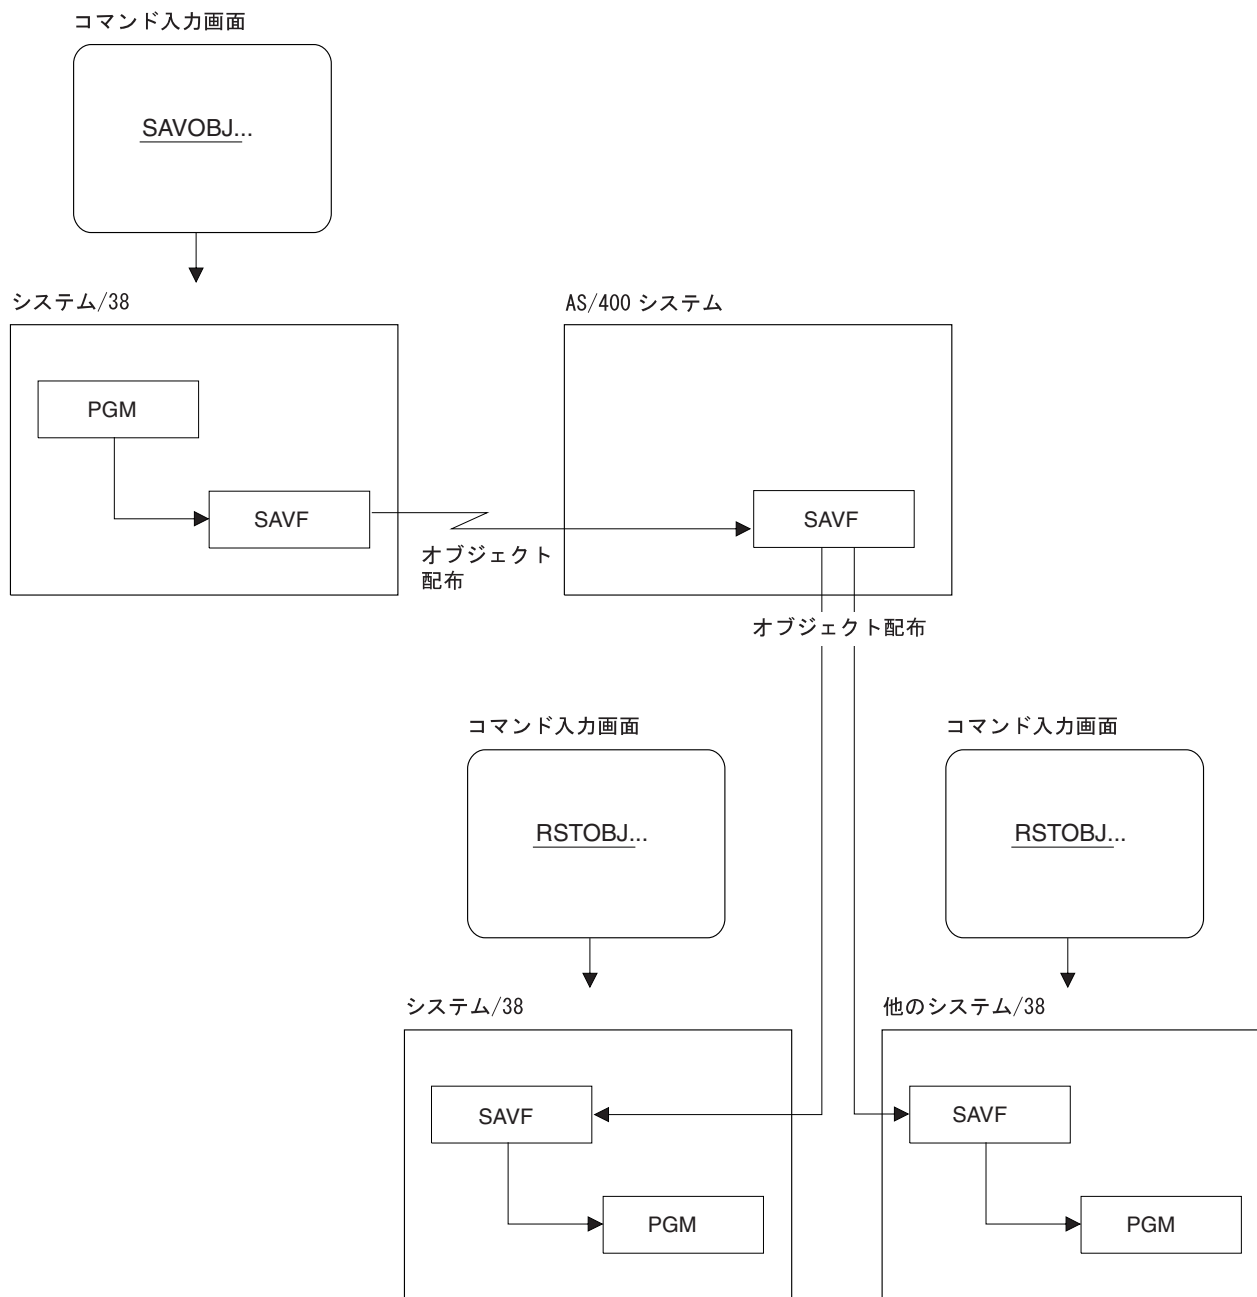 コマンド入力画面
SAVOBJ...
システム/38
AS/400 システム
PGM
SAVF
SAVF
オブジェクト
配布
オブジェクト配布
コマンド入力画面
コマンド入力画面
RSTOBJ...
RSTOBJ...
システム/38
他のシステム/38
SAVF
SAVF
PGM
PGM